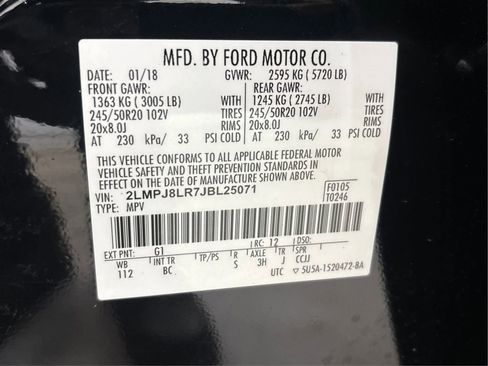 MFD. BY FORD MOTOR CO.
DATE: 01/18 GVWR: 2595 KG ( 5720 LB)
FRONT GAWR: REAR GAWR:
1363 KG ( 3005 LB) WITH 1245 KG ( 2745 LB) WITH
245/50R20 102V TIRES 245/50R20 102V TIRES
20x8.0J RIMS 20x8.0J RIMS
AT 230 kPa/ 33 PSI COLD AT 230 kPa/ 33 PSI COLD
THIS VEHICLE CONFORMS TO ALL APPLICABLE FEDERAL MOTOR
VEHICLE SAFETY AND THEFT PREVENTION STANDARDS IN
EFFECT ON THE DATE OF MANUFACTURE SHOWN ABOVE.
VIN: 2LMPJ8LR7JBL25071 F0105
TYPE: MPV T0246
EXT PNT: G1 RC: 12 DSO:
WB INT TR TP/PS R AXLE TR SPR
112 BC S 3H J CCJJ
UTC ▽ 5U5A-1520472-BA